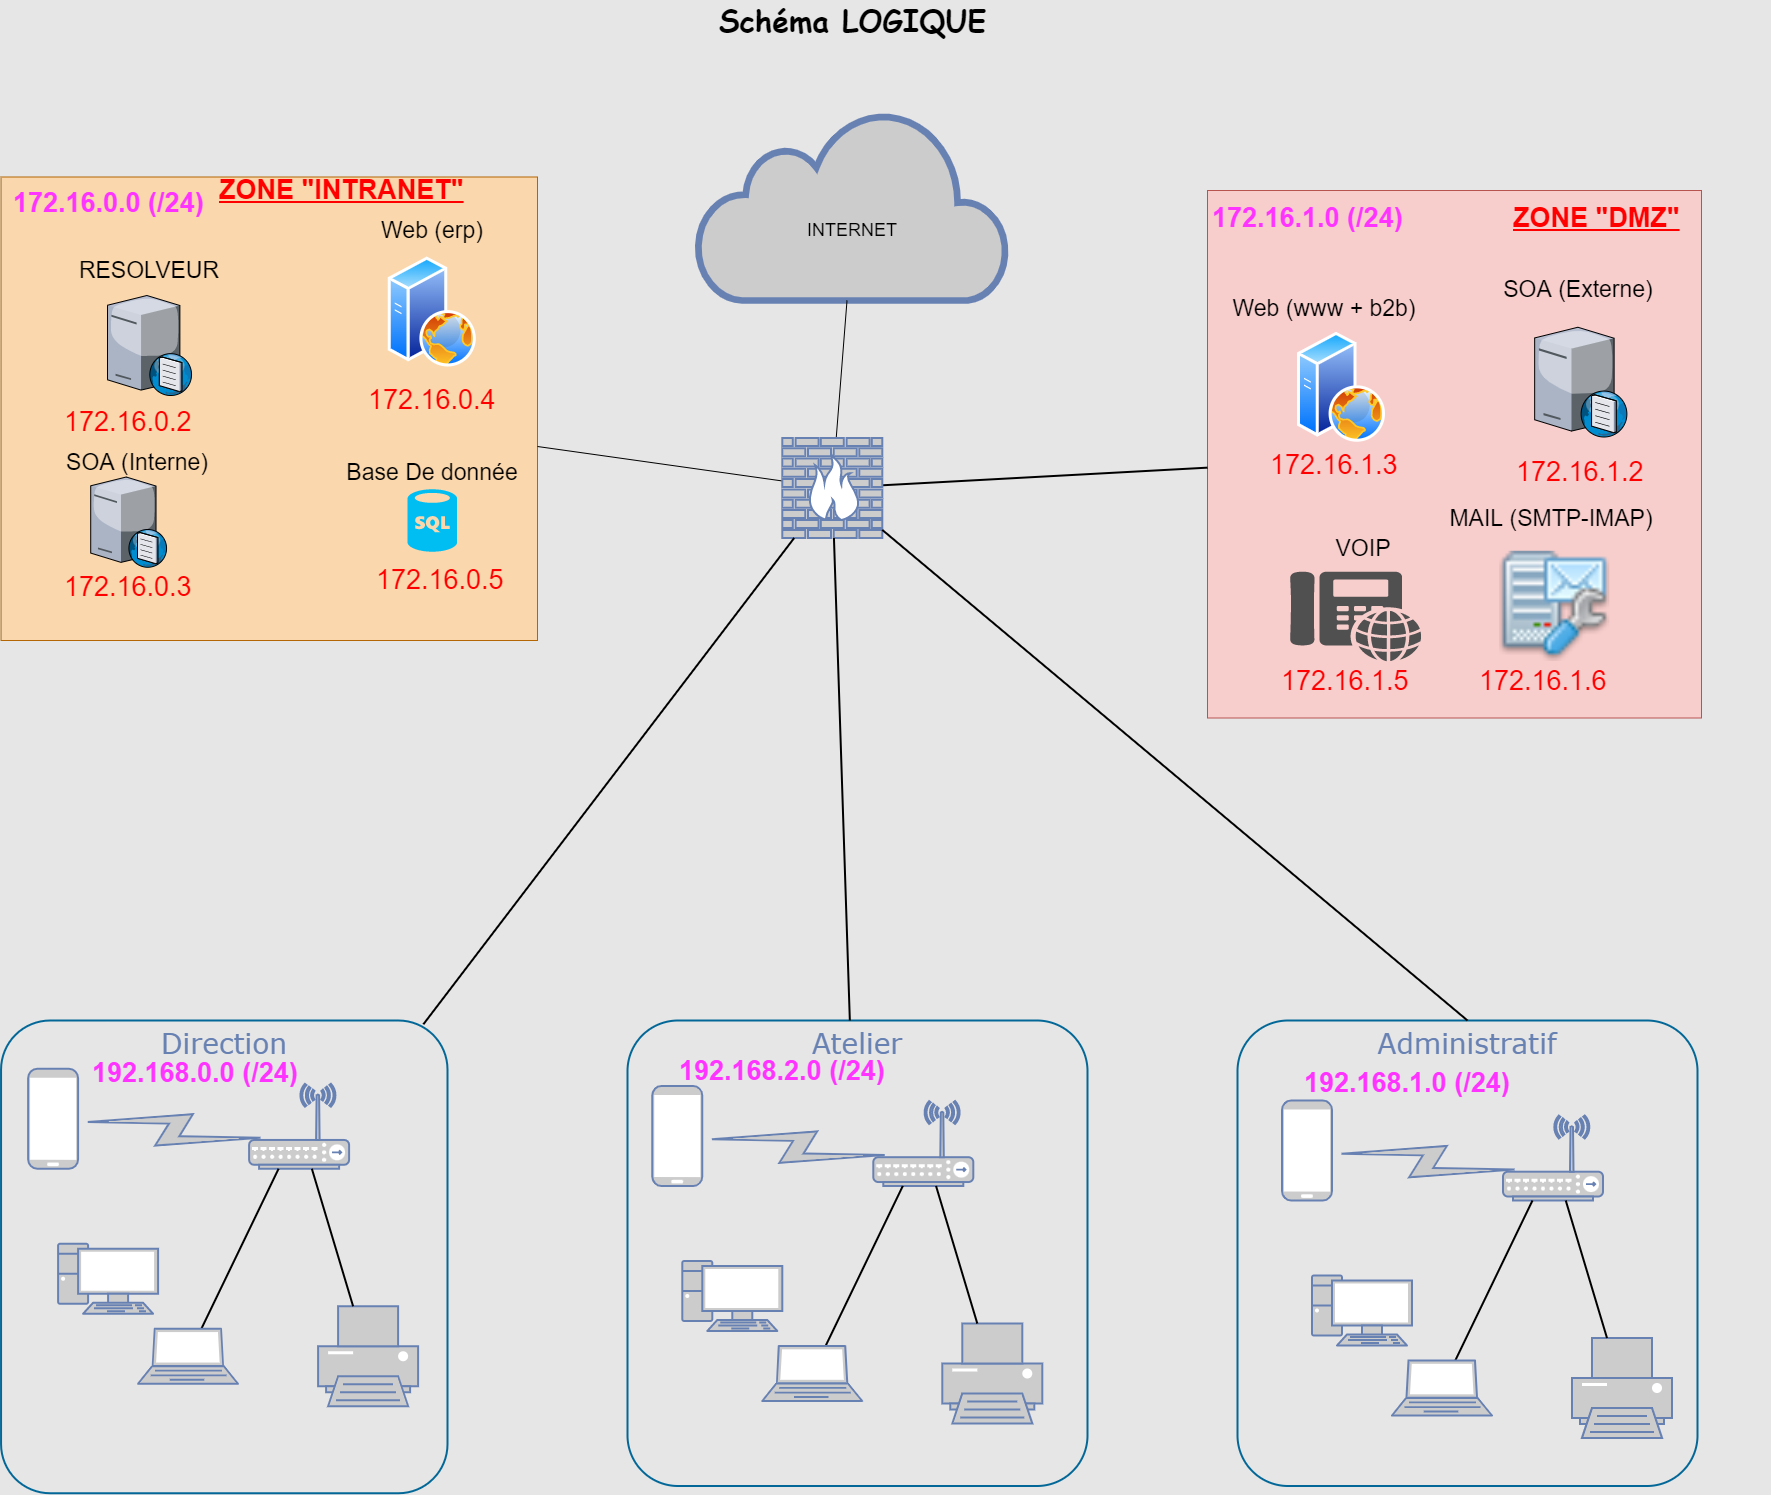 Schéma LOGIQUE
INTERNET
172.16.0.0 (/24)
ZONE "INTRANET"
Web (erp)
RESOLVEUR
172.16.0.4
172.16.0.2
SOA (Interne)
Base De donnée
SQL
172.16.0.5
172.16.0.3
172.16.1.0 (/24)
ZONE "DMZ"
SOA (Externe)
Web (www + b2b)
172.16.1.3
172.16.1.2
MAIL (SMTP-IMAP)
VOIP
172.16.1.5
172.16.1.6
Direction
192.168.0.0 (/24)
Atelier
192.168.2.0 (/24)
Administratif
192.168.1.0 (/24)